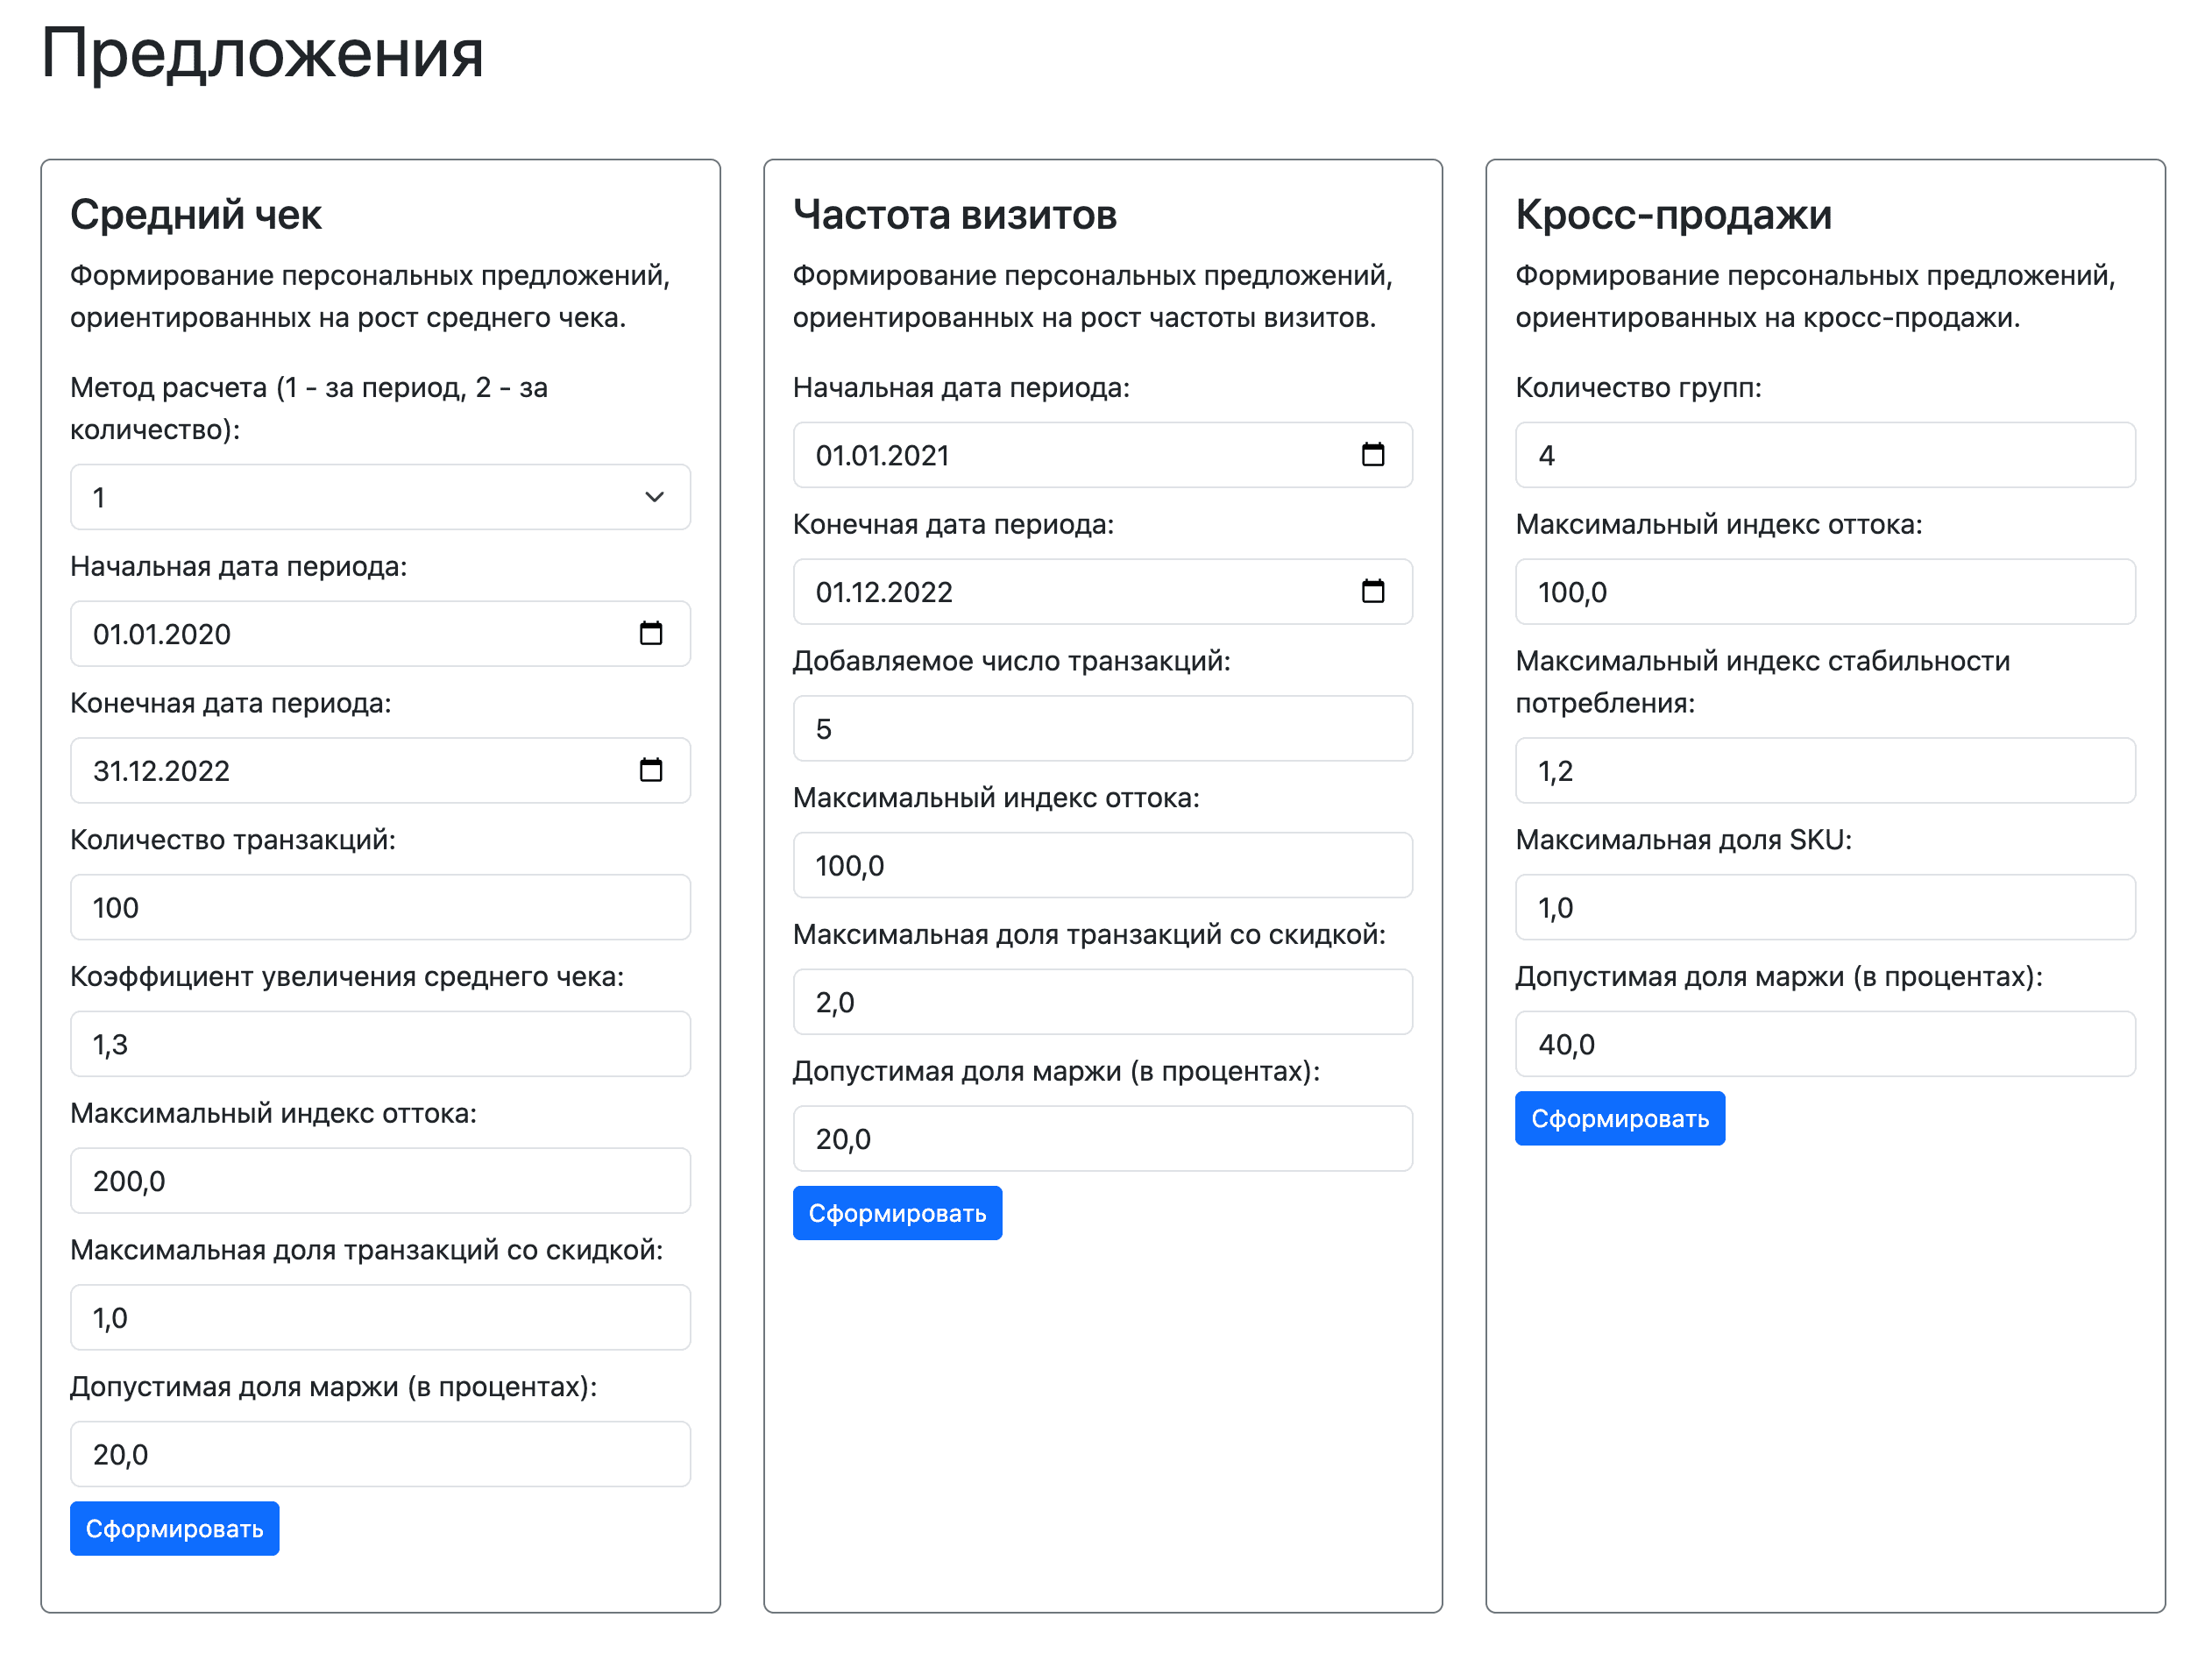 Предложения
Средний чек
Формирование персональных предложений,
ориентированных на рост среднего чека.
Метод расчета (1 - за период, 2 - за
количество):
1
Начальная дата периода:
01.01.2020
Конечная дата периода:
31.12.2022
Количество транзакций:
100
Коэффициент увеличения среднего чека:
1,3
Максимальный индекс оттока:
200,0
Максимальная доля транзакций со скидкой:
1,0
Допустимая доля маржи (в процентах):
20,0
Сформировать
Частота визитов
Формирование персональных предложений,
ориентированных на рост частоты визитов.
Начальная дата периода:
01.01.2021
Конечная дата периода:
01.12.2022
Добавляемое число транзакций:
5
Максимальный индекс оттока:
100,0
Максимальная доля транзакций со скидкой:
2,0
Допустимая доля маржи (в процентах):
20,0
Сформировать
Кросс-продажи
Формирование персональных предложений,
ориентированных на кросс-продажи.
Количество групп:
4
Максимальный индекс оттока:
100,0
Максимальный индекс стабильности
потребления:
1,2
Максимальная доля SKU:
1,0
Допустимая доля маржи (в процентах):
40,0
Сформировать